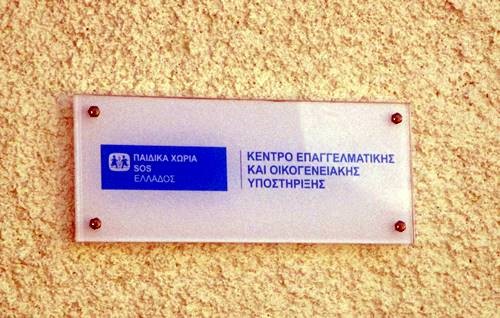 ΠΑΙΔΙΚΑ ΧΩΡΙΑ
SOS
ΕΛΛΑΔΟΣ
ΚΕΝΤΡΟ ΕΠΑΓΓΕΛΜΑΤΙΚΗΣ
ΚΑΙ ΟΙΚΟΓΕΝΕΙΑΚΗΣ
ΥΠΟΣΤΗΡΙΞΗΣ